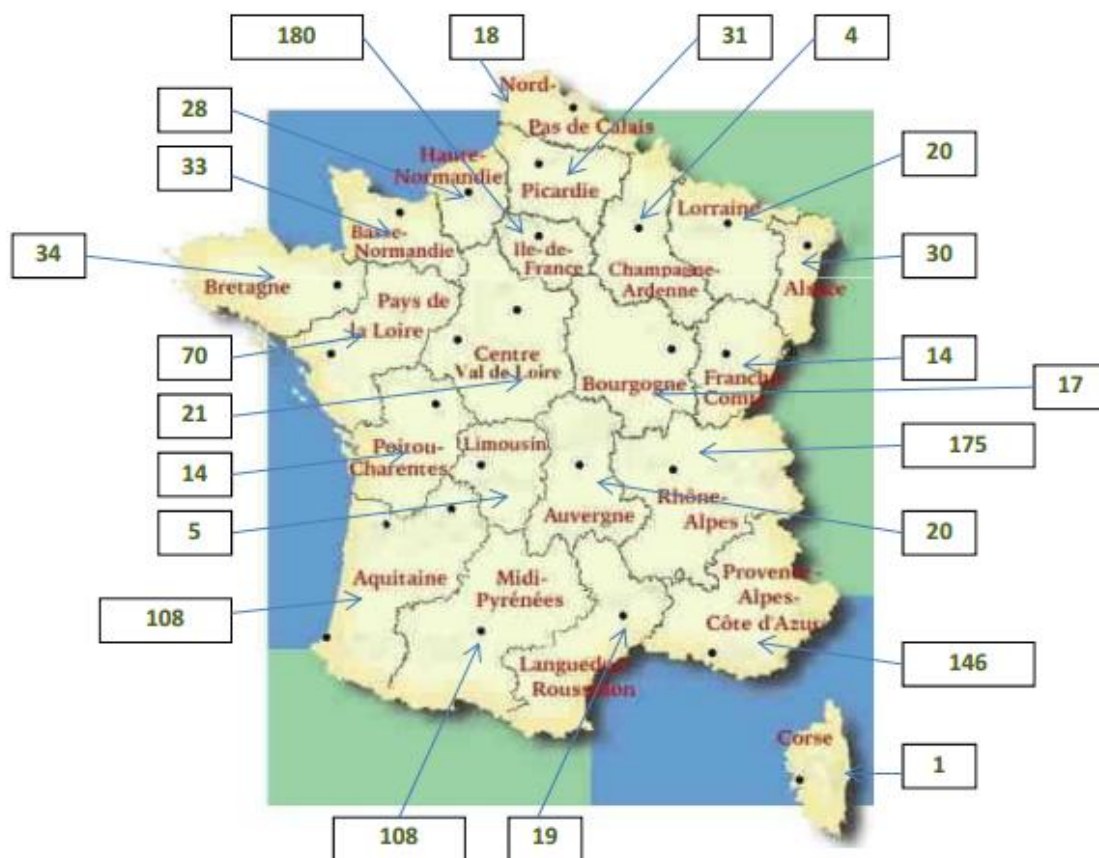 180
18
31
4
Nord-
Pas de Calais
28
20
Haute-
Normandie
Picardie
33
Lorraine
Basse-
Normandie
Ile-de-
France
34
30
Champagne-
Ardenne
Alsace
Bretagne
Pays de
la Loire
70
14
Centre
Val de Loire
Bourgogne
Franche
Comté
17
21
Limousin
175
Poitou-
Charentes
14
Rhône-
Alpes
5
Auvergne
20
Aquitaine
Midi-
Pyrénées
Provence-
Alpes-
Côte d'Azur
108
146
Languedoc
Roussillon
Corse
1
108
19